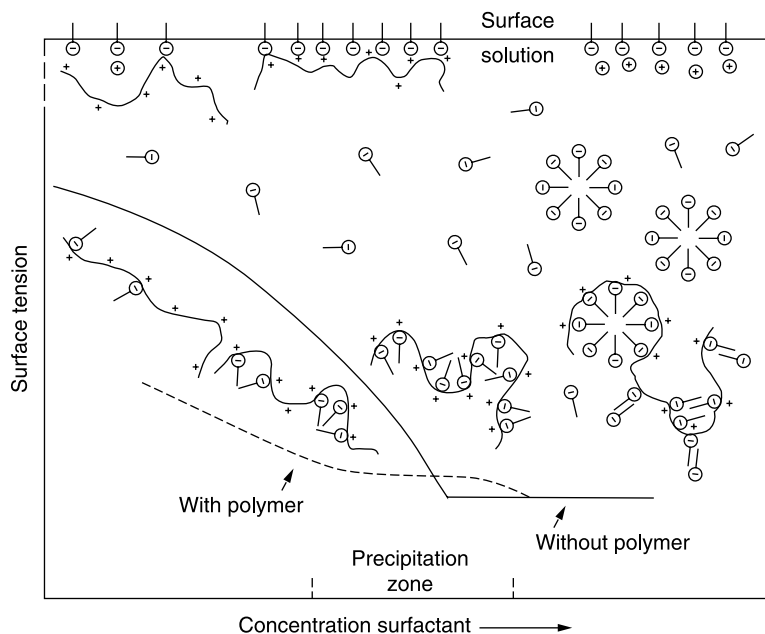 Surface
solution
Surface tension
With polymer
Without polymer
Precipitation
zone
Concentration surfactant